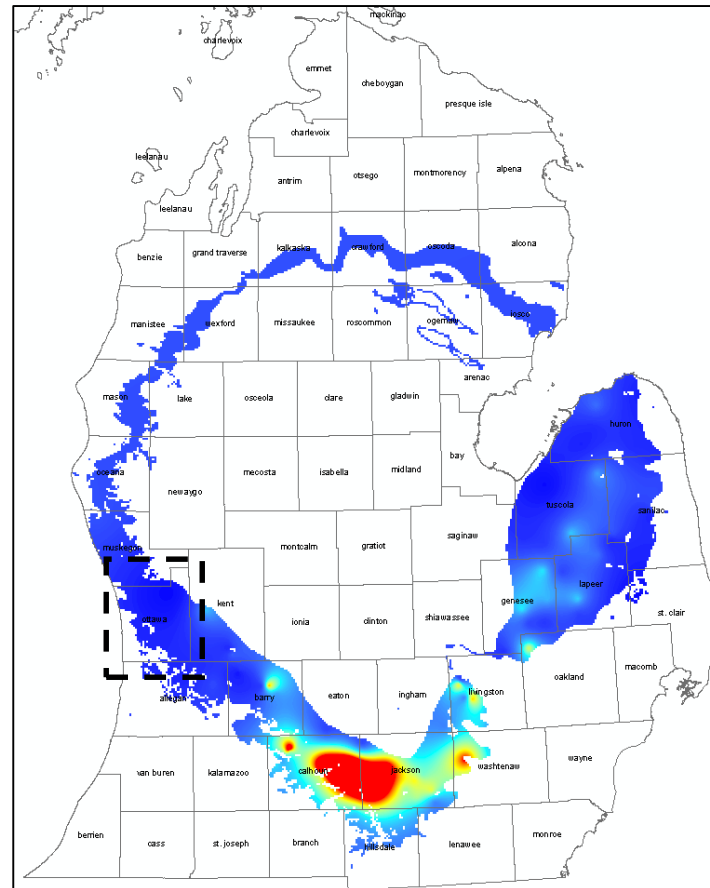 mackinac
charlevoix
emmet
cheboygan
presque isle
charlevoix
leelanau
antrim
otsego
montmorency
alpena
leelanau
benzie
grand traverse
kalkaska
crawford
oscoda
alcona
manistee
wexford
missaukee
roscommon
ogemaw
iosco
arenac
mason
lake
osceola
clare
gladwin
huron
bay
oceana
newaygo
mecosta
isabella
midland
tuscola
sanilac
saginaw
muskegon
montcalm
gratiot
lapeer
genesee
kent
st. clair
ottawa
ionia
clinton
shiawassee
macomb
oakland
allegan
barry
eaton
ingham
livingston
van buren
kalamazoo
calhoun
jackson
washtenaw
wayne
berrien
cass
st. joseph
branch
hillsdale
lenawee
monroe